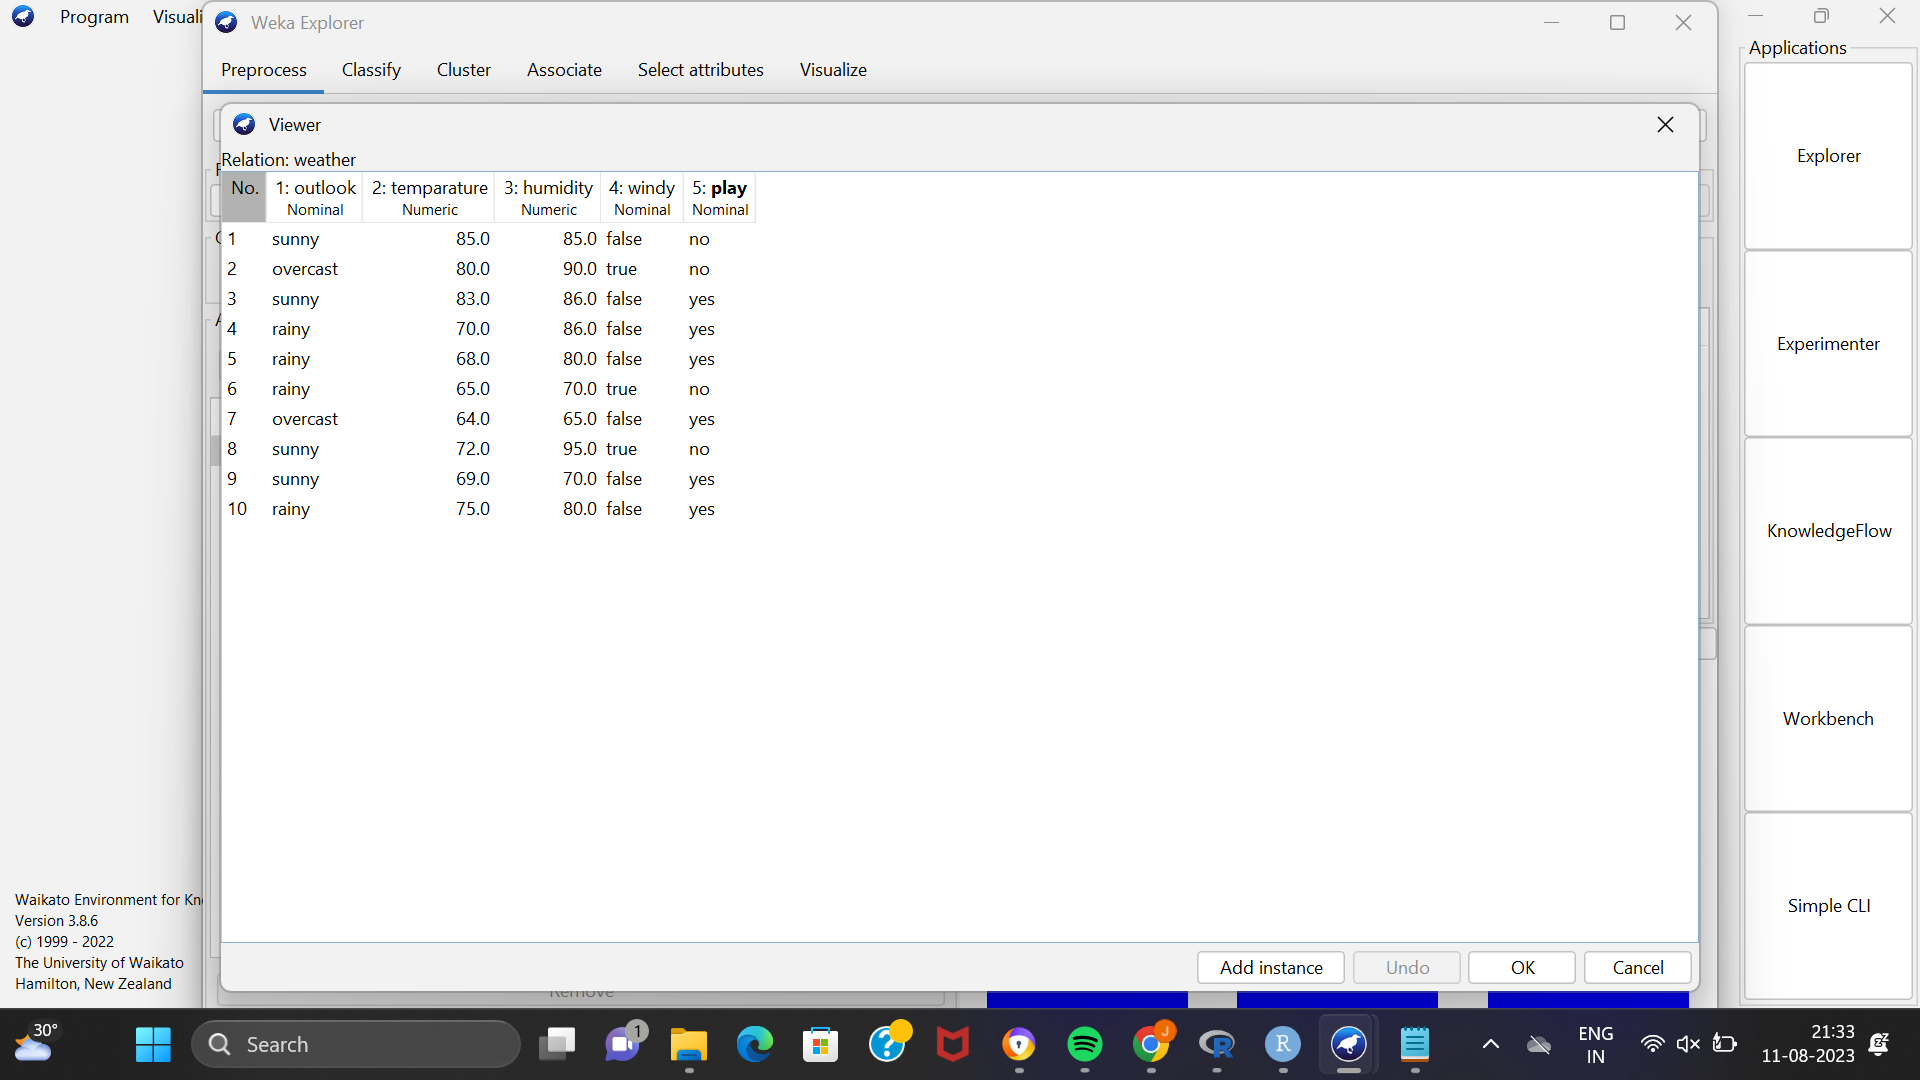 Program Visuali
Weka Explorer
Preprocess Classify Cluster Associate Select attributes Visualize
Applications
Explorer
Experimenter
KnowledgeFlow
Workbench
Simple CLI
Viewer
Relation: weather
No. 1: outlook 2: temparature 3: humidity 4: windy 5: play
Nominal Numeric Numeric Nominal Nominal
1 sunny 85.0 85.0 false no
2 overcast 80.0 90.0 true no
3 sunny 83.0 86.0 false yes
4 rainy 70.0 86.0 false yes
5 rainy 68.0 80.0 false yes
6 rainy 65.0 70.0 true no
7 overcast 64.0 65.0 false yes
8 sunny 72.0 95.0 true no
9 sunny 69.0 70.0 false yes
10 rainy 75.0 80.0 false yes
Add instance Undo OK Cancel
Remove
Waikato Environment for Kn
Version 3.8.6
(c) 1999 - 2022
The University of Waikato
Hamilton, New Zealand
30°
Search
1
J
R
R
ENG
IN
21:33
11-08-2023